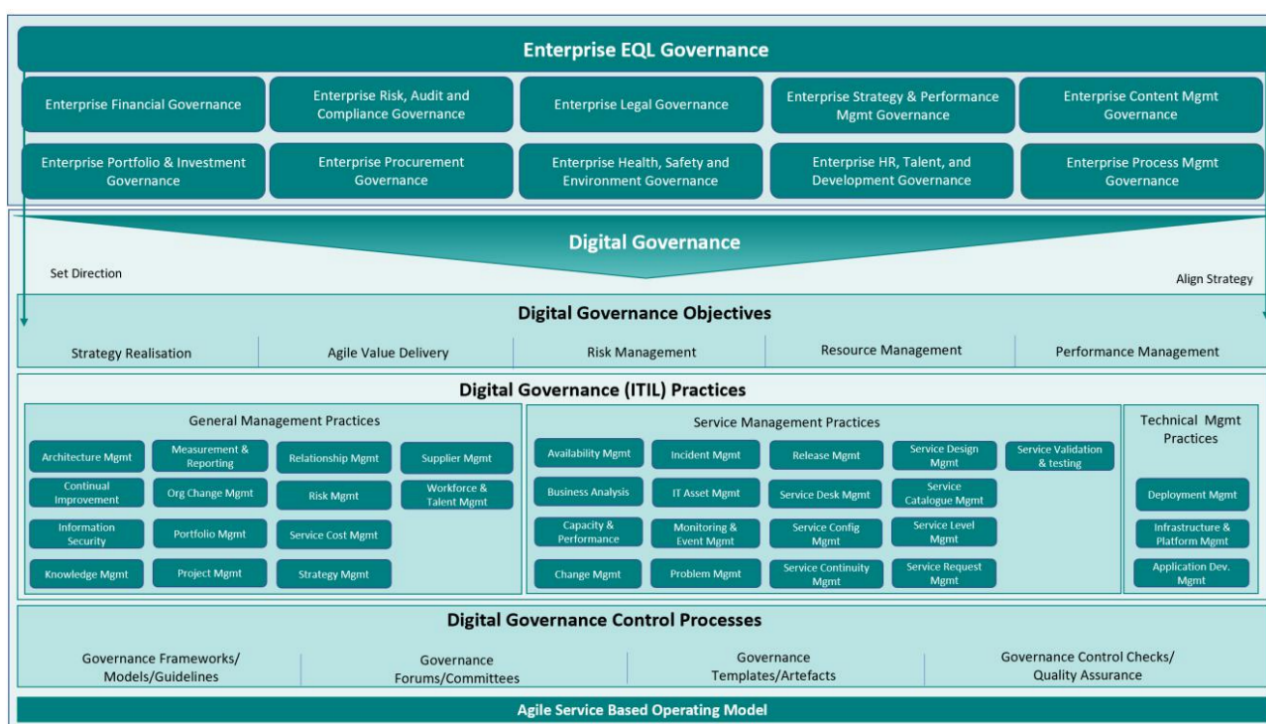 Enterprise EQL Governance
Enterprise Financial Governance
Enterprise Risk, Audit and
Compliance Governance
Enterprise Legal Governance
Enterprise Strategy & Performance
Mgmt Governance
Enterprise Content Mgmt
Governance
Enterprise Portfolio & Investment
Governance
Enterprise Procurement
Governance
Enterprise Health, Safety and
Environment Governance
Enterprise HR, Talent, and
Development Governance
Enterprise Process Mgmt
Governance
Digital Governance
Set Direction
Align Strategy
Digital Governance Objectives
Strategy Realisation
Agile Value Delivery
Risk Management
Resource Management
Performance Management
Digital Governance (ITIL) Practices
General Management Practices
Architecture Mgmt
Measurement &
Reporting
Relationship Mgmt
Supplier Mgmt
Continual
Improvement
Org Change Mgmt
Risk Mgmt
Workforce &
Talent Mgmt
Information
Security
Portfolio Mgmt
Service Cost Mgmt
Knowledge Mgmt
Project Mgmt
Strategy Mgmt
Service Management Practices
Availability Mgmt
Incident Mgmt
Release Mgmt
Service Design
Mgmt
Service Validation
& testing
Business Analysis
IT Asset Mgmt
Service Desk Mgmt
Service
Catalogue Mgmt
Capacity &
Performance
Monitoring &
Event Mgmt
Service Config
Mgmt
Service Level
Mgmt
Change Mgmt
Problem Mgmt
Service Continuity
Mgmt
Service Request
Mgmt
Technical Mgmt
Practices
Deployment Mgmt
Infrastructure &
Platform Mgmt
Application Dev.
Mgmt
Digital Governance Control Processes
Governance Frameworks/
Models/Guidelines
Governance
Forums/Committees
Governance
Templates/Artefacts
Governance Control Checks/
Quality Assurance
Agile Service Based Operating Model